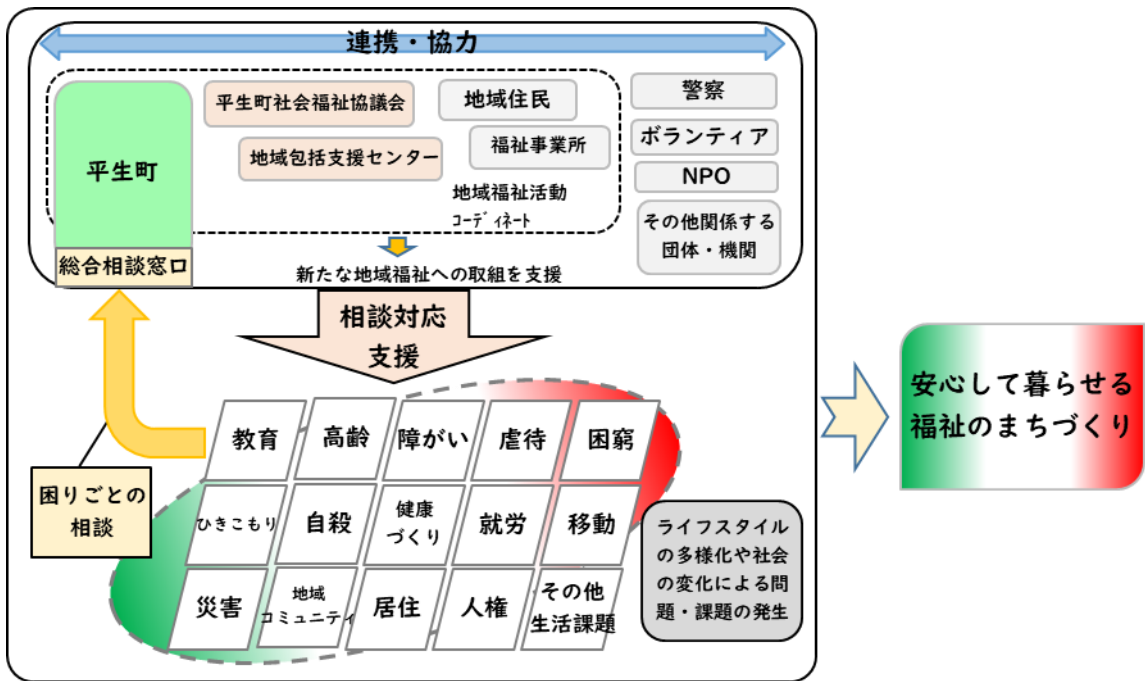 連携・協力
平生町
総合相談窓口
平生町社会福祉協議会
地域包括支援センター
地域住民
福祉事業所
地域福祉活動
ｺｰﾃﾞｨﾈｰﾄ
警察
ボランティア
NPO
その他関係する
団体・機関
新たな地域福祉への取組を支援
相談対応
支援
困りごとの
相談
教育
高齢
障がい
虐待
困窮
ひきこもり
自殺
健康
づくり
就労
移動
災害
地域
コミュニティ
居住
人権
その他
生活課題
ライフスタイル
の多様化や社会
の変化による問
題・課題の発生
安心して暮らせる
福祉のまちづくり